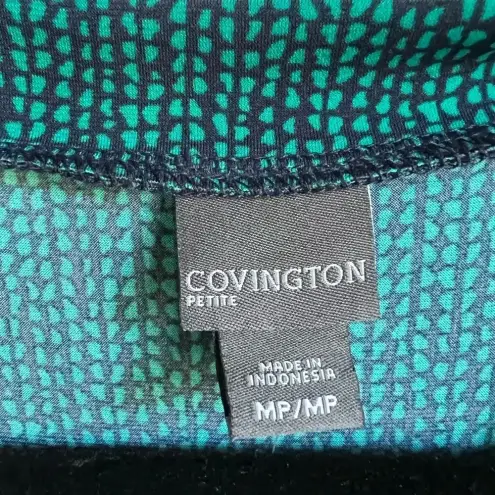 COVINGTON
PETITE
MADE IN
INDONESIA
MP/MP